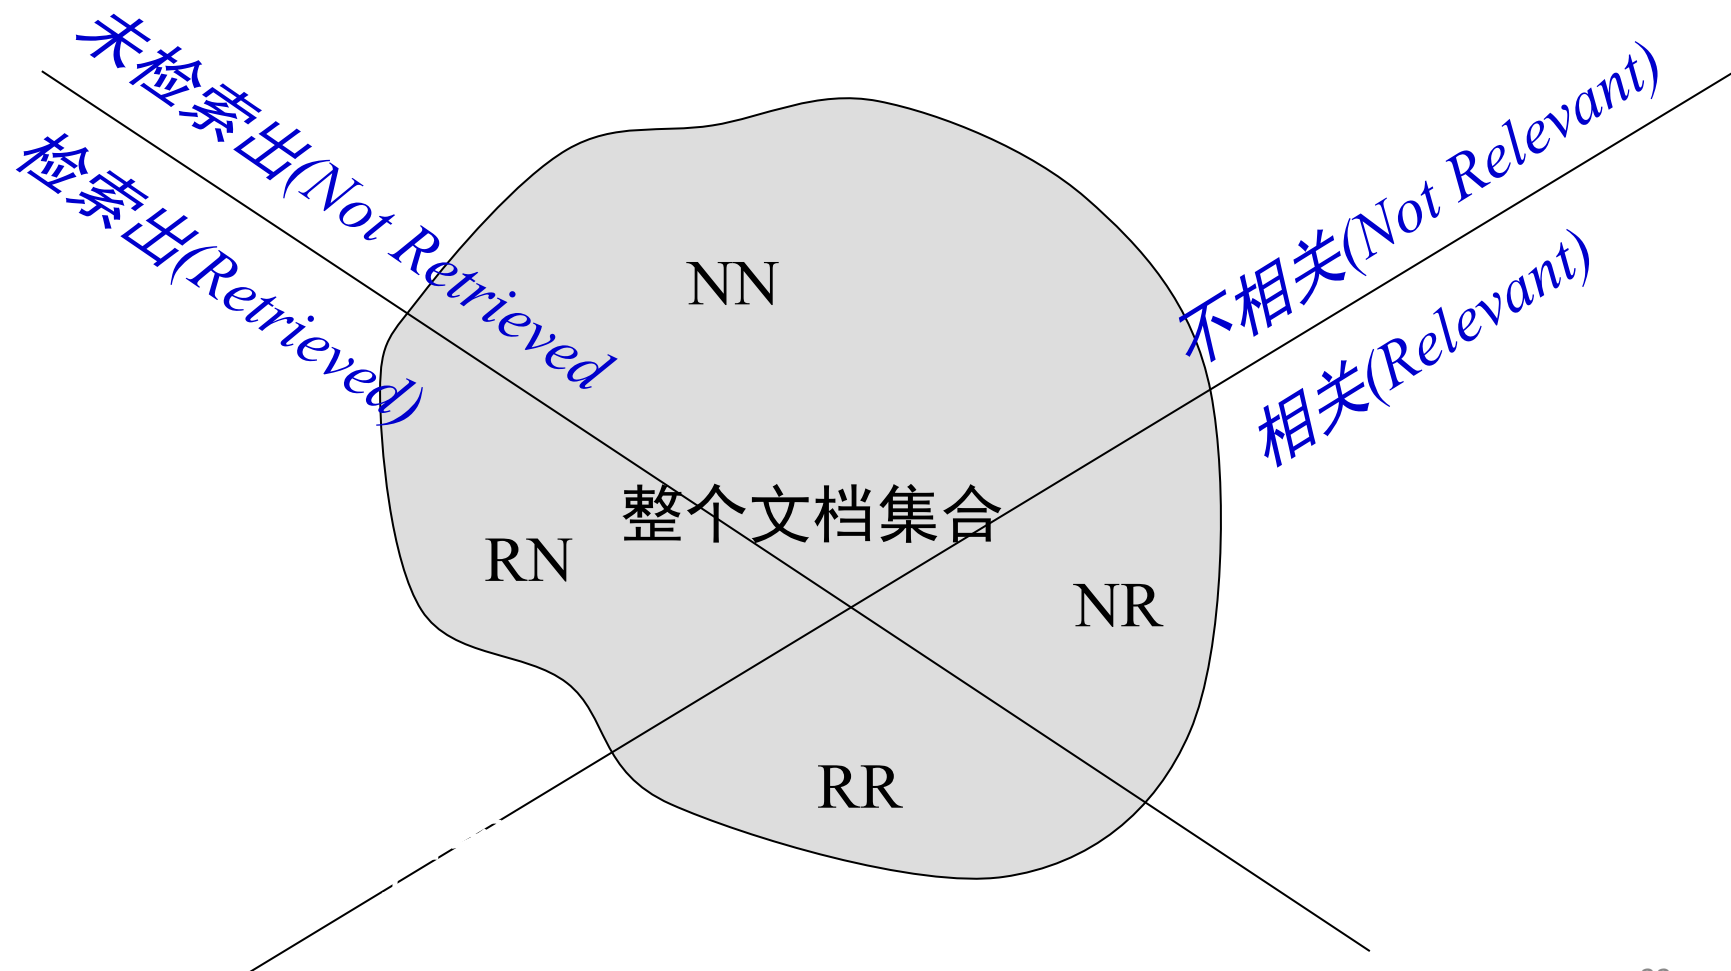 未检索出(Not Retrieved
检索出(Retrieved)
不相关(Not Relevant)
相关(Relevant)
NN
整个文档集合
RN
NR
RR